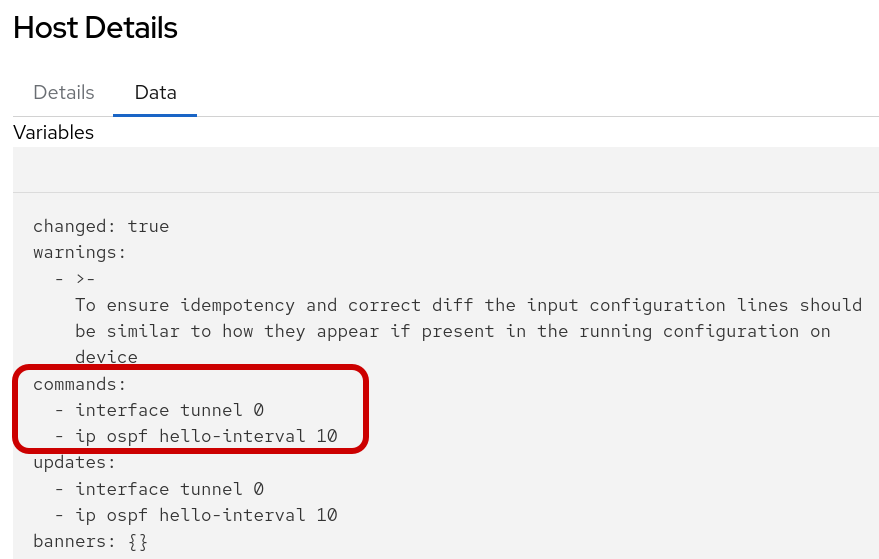 Host Details
Details Data
Variables
changed: true
warnings:
  - >-
    To ensure idempotency and correct diff the input configuration lines should
    be similar to how they appear if present in the running configuration on
    device
commands:
  - interface tunnel 0
  - ip ospf hello-interval 10
updates:
  - interface tunnel 0
  - ip ospf hello-interval 10
banners: {}